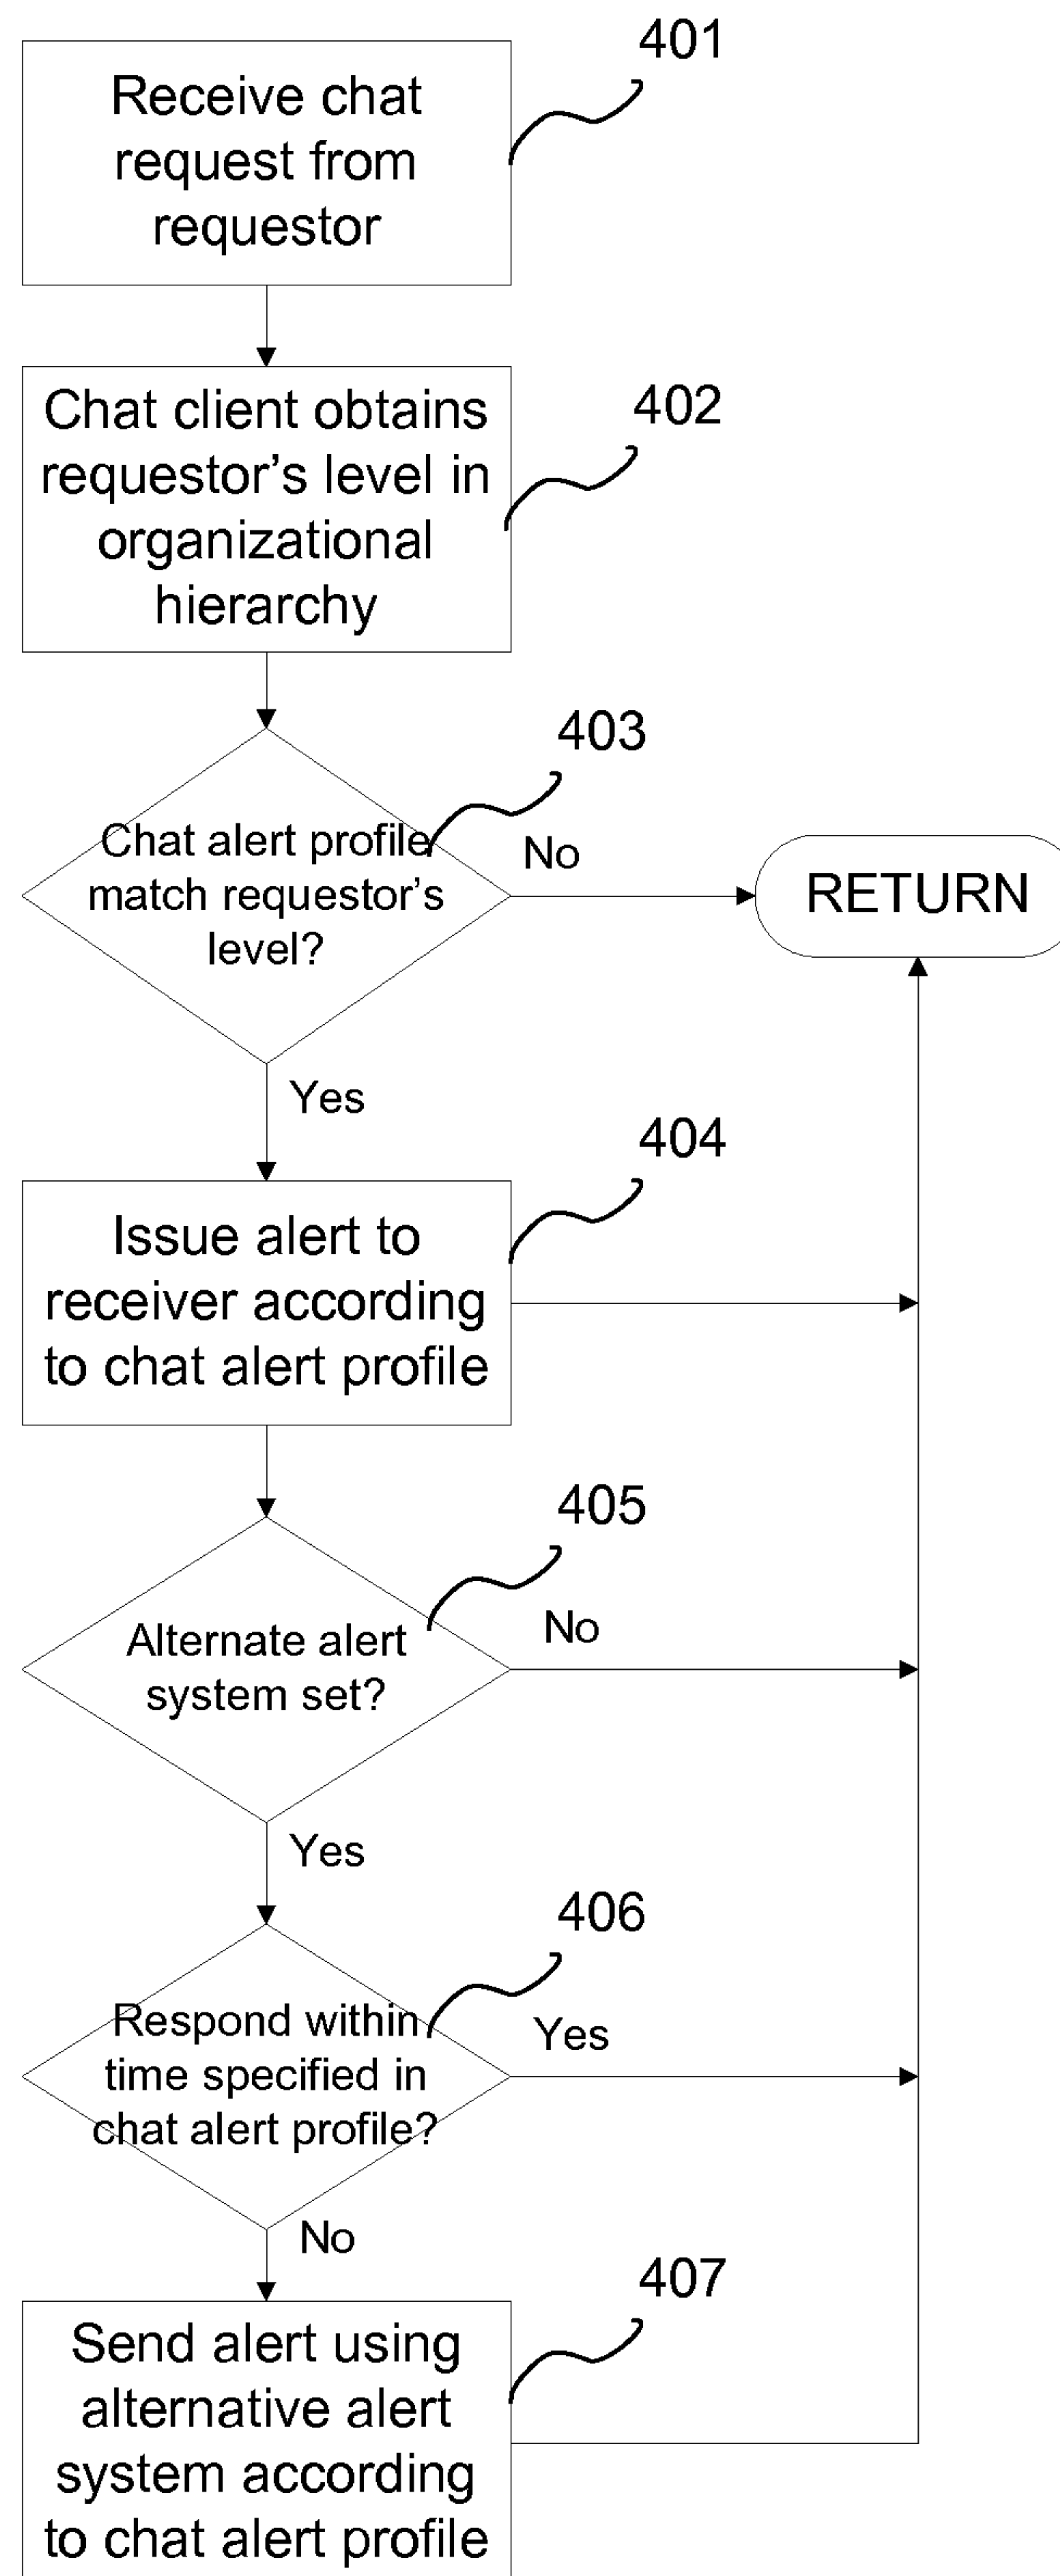 401
Receive chat
request from
requestor
402
Chat client obtains
requestor's level in
organizational
hierarchy
403
Chat alert profile
match requestor's
level?
No
RETURN
Yes
404
Issue alert to
receiver according
to chat alert profile
405
Alternate alert
system set?
No
Yes
406
Respond within
time specified in
chat alert profile?
Yes
No
407
Send alert using
alternative alert
system according
to chat alert profile